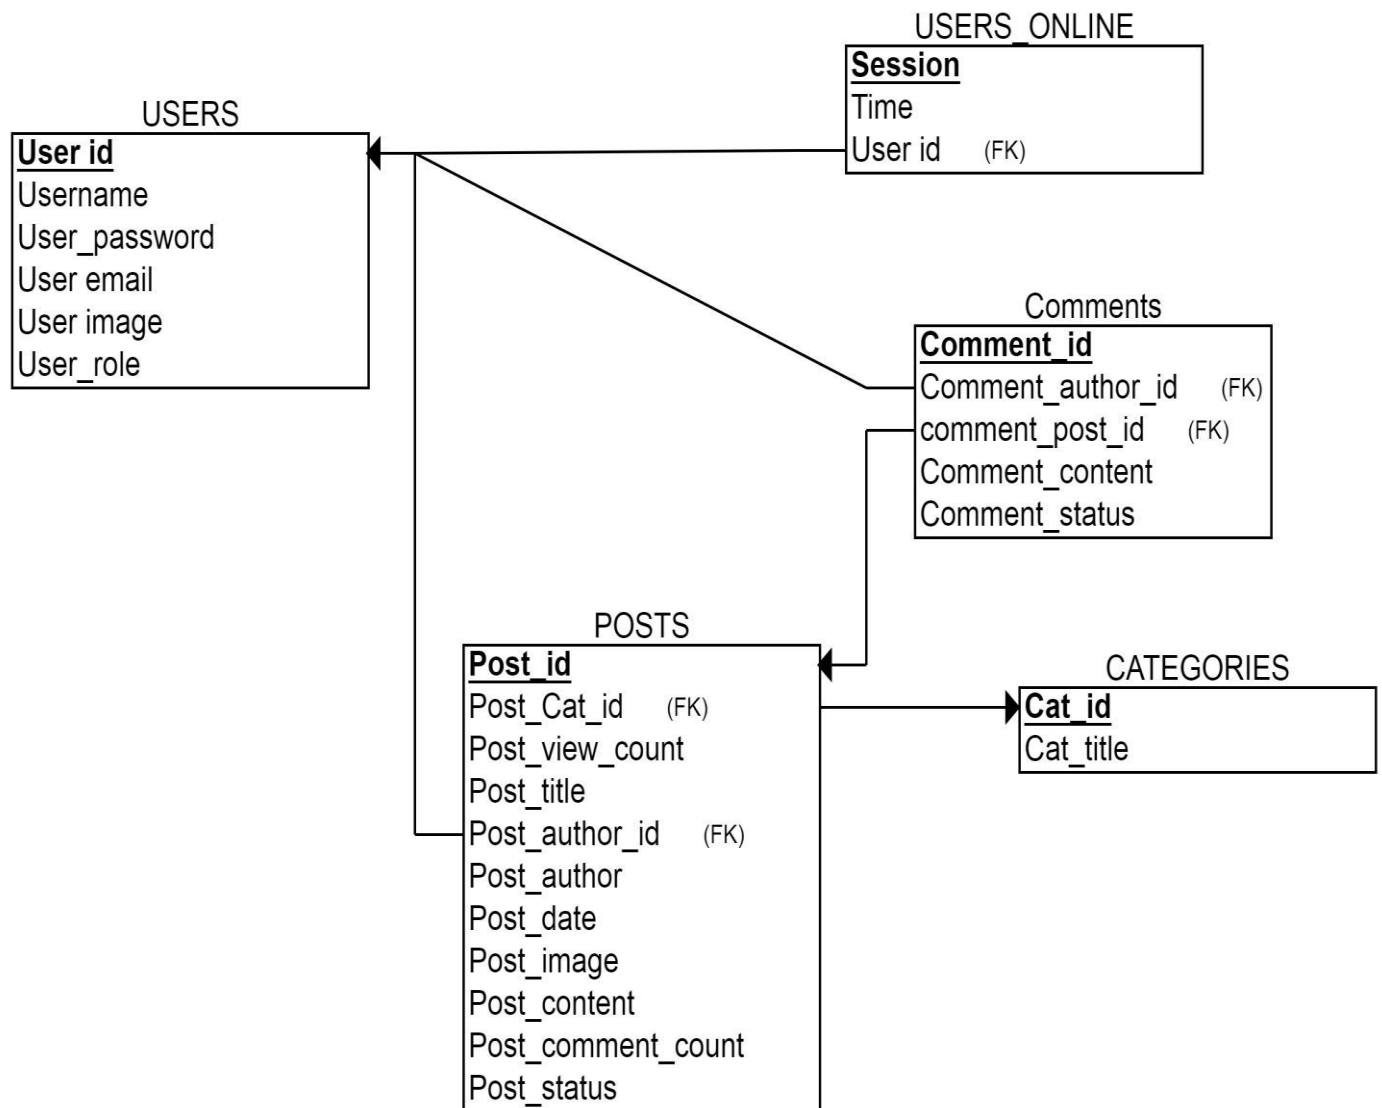 USERS_ONLINE
Session
Time
User id (FK)
USERS
User id
Username
User_password
User email
User image
User_role
Comments
Comment_id
Comment_author_id (FK)
comment_post_id (FK)
Comment_content
Comment_status
POSTS
Post_id
Post_Cat_id (FK)
Post_view_count
Post_title
Post_author_id (FK)
Post_author
Post_date
Post_image
Post_content
Post_comment_count
Post_status
CATEGORIES
Cat_id
Cat_title